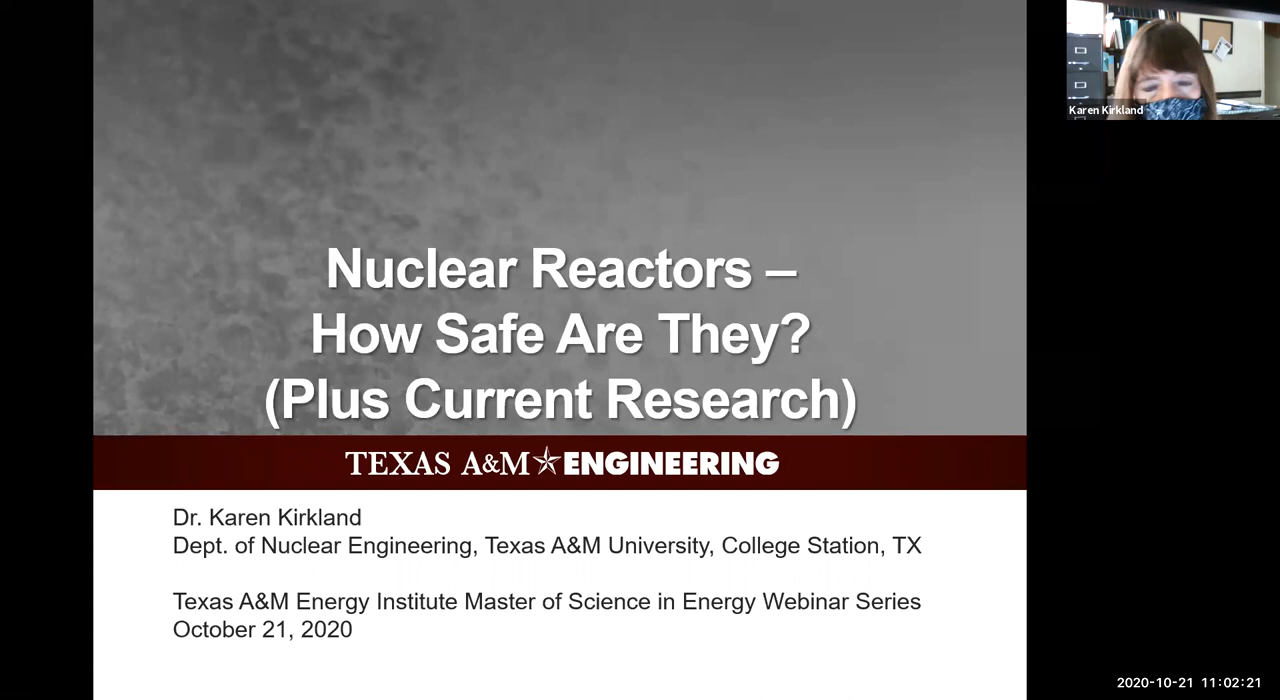 Nuclear Reactors –
How Safe Are They?
(Plus Current Research)
TEXAS A&M ENGINEERING
Dr. Karen Kirkland
Dept. of Nuclear Engineering, Texas A&M University, College Station, TX
Texas A&M Energy Institute Master of Science in Energy Webinar Series
October 21, 2020
Karen Kirkland
2020-10-21 11:02:21